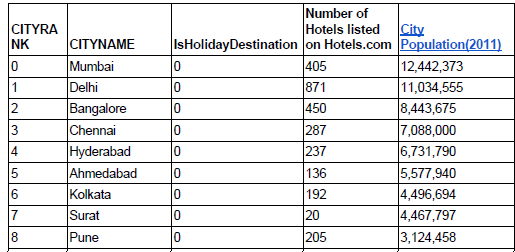 CITYRANK CITYNAME IsHolidayDestination Number of Hotels listed on Hotels.com City Population(2011)
0 Mumbai 0 405 12,442,373
1 Delhi 0 871 11,034,555
2 Bangalore 0 450 8,443,675
3 Chennai 0 287 7,088,000
4 Hyderabad 0 237 6,731,790
5 Ahmedabad 0 136 5,577,940
6 Kolkata 0 192 4,496,694
7 Surat 0 20 4,467,797
8 Pune 0 205 3,124,458